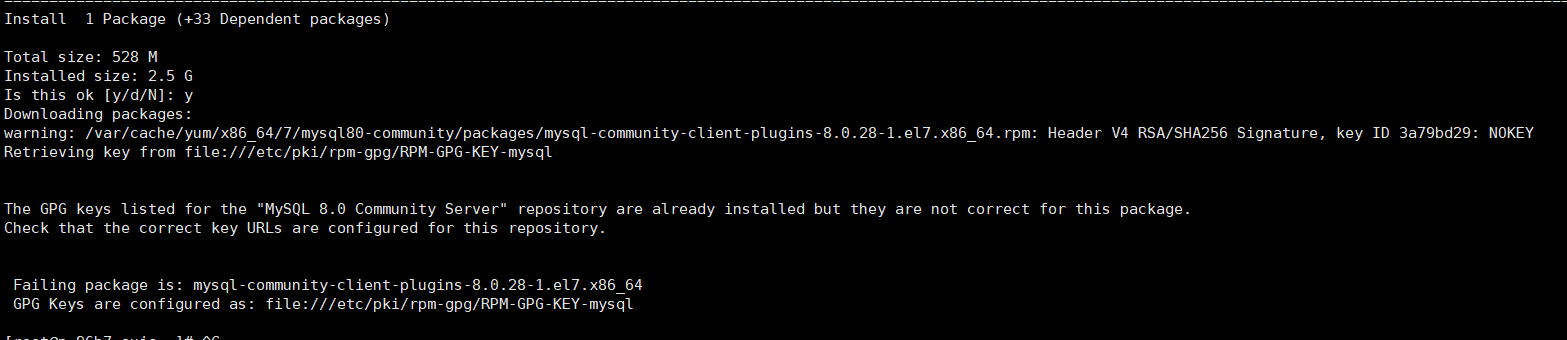 Install  1 Package (+33 Dependent packages)
Total size: 528 M
Installed size: 2.5 G
Is this ok [y/d/N]: y
Downloading packages:
warning: /var/cache/yum/x86_64/7/mysql80-community/packages/mysql-community-client-plugins-8.0.28-1.el7.x86_64.rpm: Header V4 RSA/SHA256 Signature, key ID 3a79bd29: NOKEY
Retrieving key from file:///etc/pki/rpm-gpg/RPM-GPG-KEY-mysql
The GPG keys listed for the "MySQL 8.0 Community Server" repository are already installed but they are not correct for this package.
Check that the correct key URLs are configured for this repository.
Failing package is: mysql-community-client-plugins-8.0.28-1.el7.x86_64
GPG Keys are configured as: file:///etc/pki/rpm-gpg/RPM-GPG-KEY-mysql